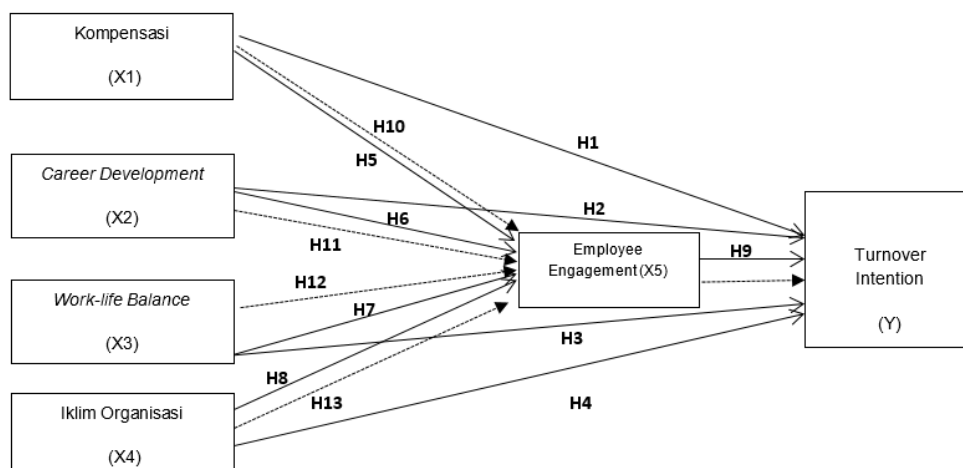 Kompensasi
(X1)
H10
H1
H5
Career Development
(X2)
H2
H6
H11
Employee
Engagement (X5)
H9
Turnover
Intention
(Y)
H12
Work-life Balance
(X3)
H7
H3
H8
H13
H4
Iklim Organisasi
(X4)